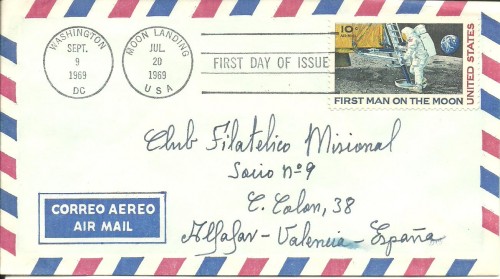 WASHINGTON
SEPT.
9
1969
DC
MOON LANDING
JUL.
20
1969
USA
FIRST DAY OF ISSUE
10¢
UNITED STATES
FIRST MAN ON THE MOON
Club Filatelico Misional
Socio nº 9
C. Colon, 38
Alfafar - Valencia - España
CORREO AEREO
AIR MAIL